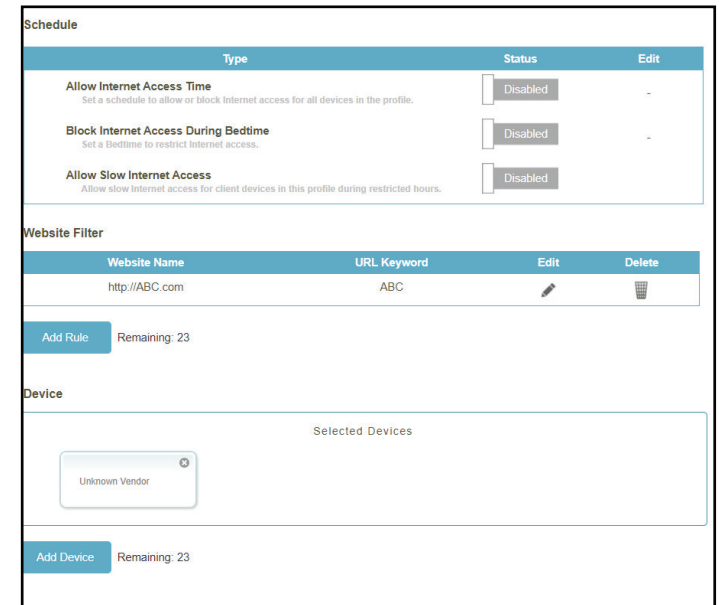 Schedule
Type Status Edit
Allow Internet Access Time Disabled -
Set a schedule to allow or block Internet access for all devices in the profile.
Block Internet Access During Bedtime Disabled -
Set a Bedtime to restrict Internet access.
Allow Slow Internet Access Disabled
Allow slow Internet access for client devices in this profile during restricted hours.
Website Filter
Website Name URL Keyword Edit Delete
http://ABC.com ABC
Add Rule Remaining: 23
Device
Selected Devices
Unknown Vendor
Add Device Remaining: 23